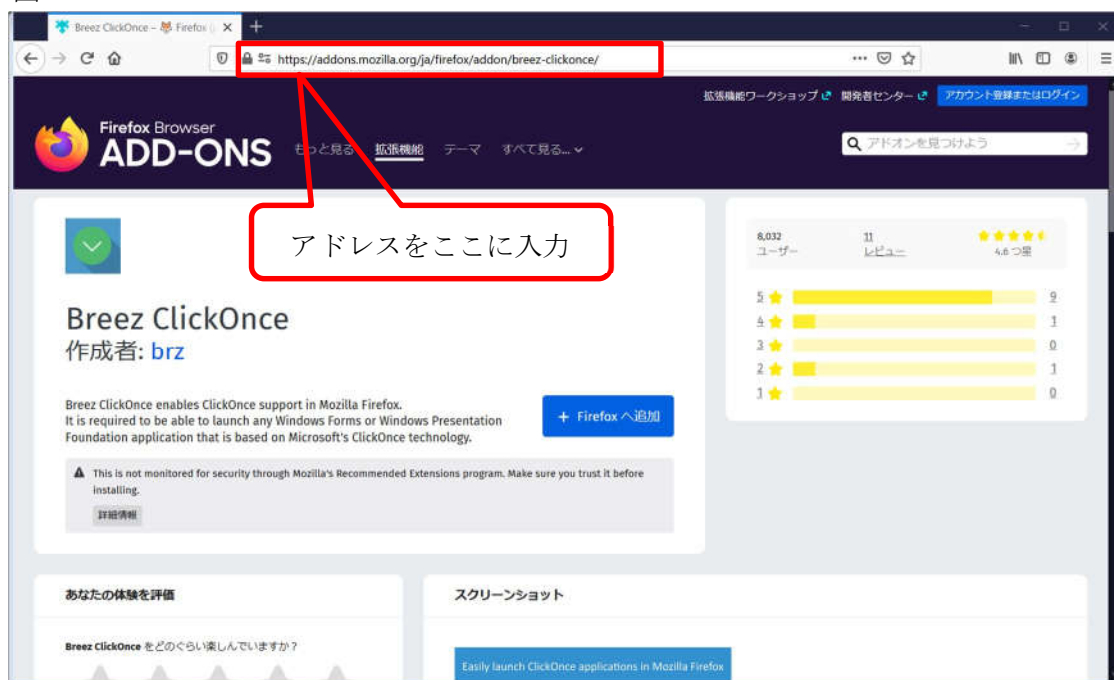 Breez ClickOnce – Firefox
https://addons.mozilla.org/ja/firefox/addon/breez-clickonce/
拡張機能ワークショップ 開発者センター アカウント登録またはログイン
Firefox Browser
ADD-ONS
もっと見る 拡張機能 テーマ すべて見る...
アドオンを見つけよう
アドレスをここに入力
8,032 11
ユーザー レビュー 4.6 つ星
5 9
4 1
3 0
2 1
1 0
Breez ClickOnce
作成者: brz
Breez ClickOnce enables ClickOnce support in Mozilla Firefox.
It is required to be able to launch any Windows Forms or Windows Presentation
Foundation application that is based on Microsoft's ClickOnce technology.
+ Firefox へ追加
This is not monitored for security through Mozilla's Recommended Extensions program. Make sure you trust it before
installing.
詳細情報
あなたの体験を評価
Breez ClickOnce をどのぐらい楽しんでいますか？
スクリーンショット
Easily launch ClickOnce applications in Mozilla Firefox